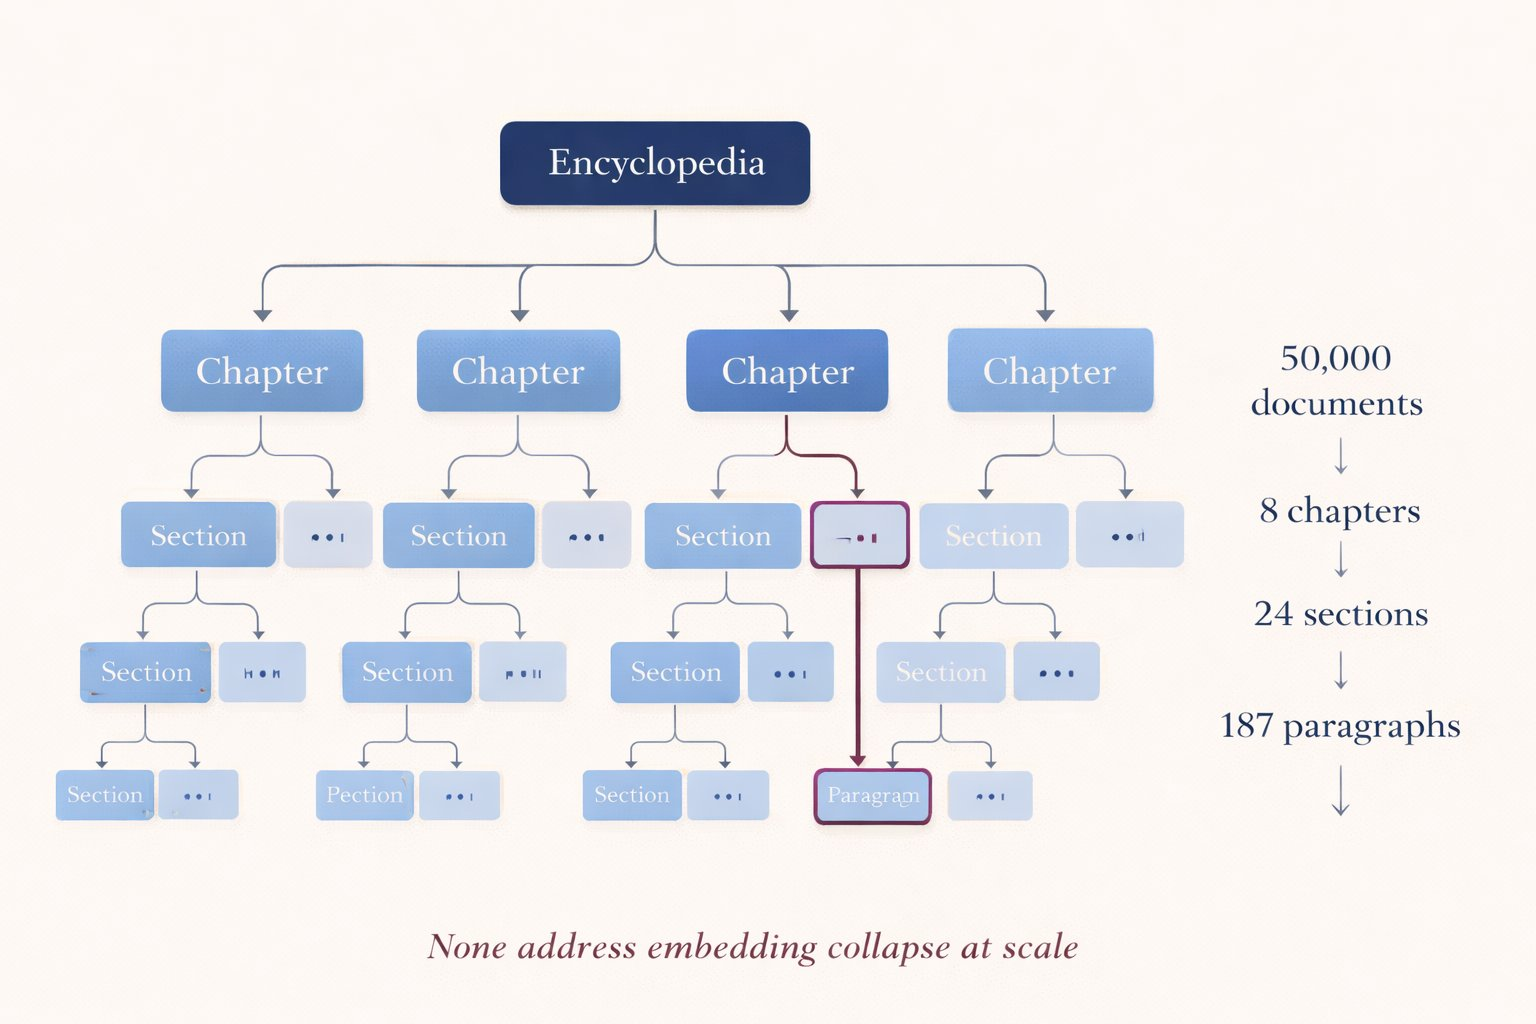 Encyclopedia
Chapter
Chapter
Chapter
Chapter
50,000
documents
8 chapters
Section
Section
Section
Section
24 sections
Section
Section
Section
Section
187 paragraphs
Section
Pection
Section
Paragram
None address embedding collapse at scale